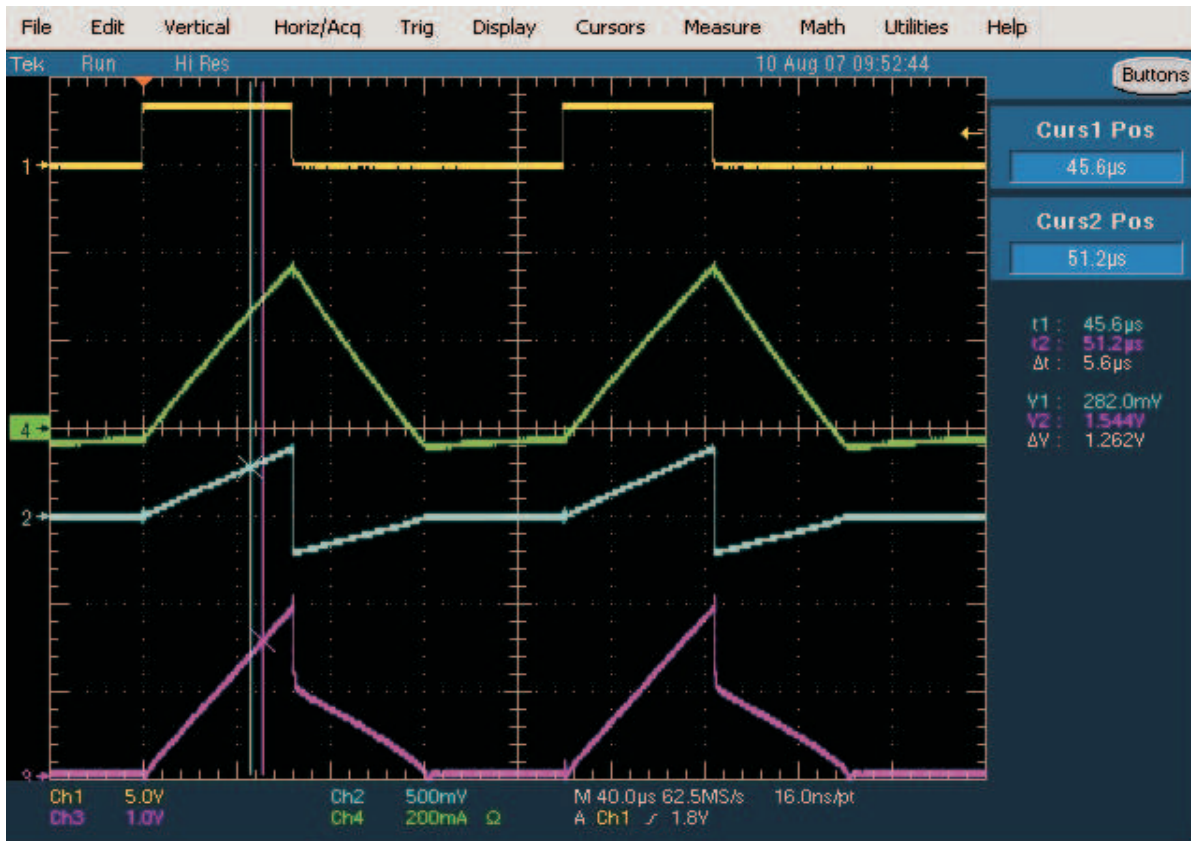 File Edit Vertical Horiz/Acq Trig Display Cursors Measure Math Utilities Help
Tek Run Hi Res 10 Aug 07 09:52:44
Buttons
Curs1 Pos
45.6µs
Curs2 Pos
51.2µs
t1 : 45.6µs
t2 : 51.2µs
Δt : 5.6µs
V1 : 282.0mV
V2 : 1.544V
ΔV : 1.262V
1
4
2
3
Ch1 5.0V Ch2 500mV M 40.0µs 62.5MS/s 16.0ns/pt
Ch3 1.0V Ch4 200mA Ω A Ch1 ∕ 1.8V